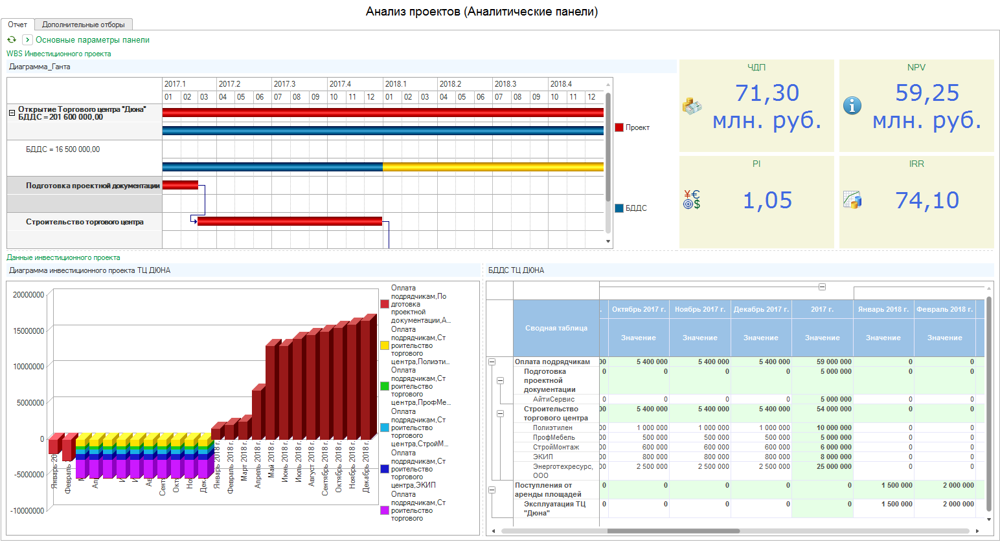 Анализ проектов (Аналитические панели)
Отчет
Дополнительные отборы
Основные параметры панели
WBS Инвестиционного проекта
Диаграмма_Ганта
2017.1 2017.2 2017.3 2017.4 2018.1 2018.2 2018.3 2018.4
01 02 03 04 05 06 07 08 09 10 11 12 01 02 03 04 05 06 07 08 09 10 11 12
Открытие Торгового центра "Дюна"
БДДС = 201 600 000,00
БДДС = 16 500 000,00
Подготовка проектной документации
Строительство торгового центра
Проект
БДДС
ЧДП
71,30
млн. руб.
NPV
59,25
млн. руб.
PI
1,05
IRR
74,10
Данные инвестиционного проекта
Диаграмма инвестиционного проекта ТЦ ДЮНА
20000000
15000000
10000000
5000000
0
-5000000
-10000000
Январь 20
Февраль
М
Апр
И
И
Ав
Сент
Октя
Но
Дека
Январь 2018 г.
Февраль 2018 г.
Март 2018 г.
Апрель 2018 г.
Май 2018 г.
Июнь 2018 г.
Июль 2018 г.
Август 2018 г.
Сентябрь 2018 г.
Октябрь 2018 г.
Ноябрь 2018 г.
Декабрь 2018 г.
Оплата
подрядчикам,По
дготовка
проектной
документации,А...
Оплата
подрядчикам,Ст
роительство
торгового
центра,Полиэти...
Оплата
подрядчикам,Ст
роительство
торгового
центра,ПрофМе...
Оплата
подрядчикам,Ст
роительство
торгового
центра,СтройМ...
Оплата
подрядчикам,Ст
роительство
торгового
центра,ЭКИП
Оплата
подрядчикам,Ст
роительство
торгового
БДДС ТЦ ДЮНА
Сводная таблица . Октябрь 2017 г. Ноябрь 2017 г. Декабрь 2017 г. 2017 г. Январь 2018 г. Февраль 2018 г.
Значение Значение Значение Значение Значение Значение
Оплата подрядчикам 00 5 400 000 5 400 000 5 400 000 59 000 000 0 0
Подготовка 0 0 0 0 5 000 000 0 0
проектной
документации
АйтиСервис 0 0 0 0 5 000 000 0 0
Строительство 00 5 400 000 5 400 000 5 400 000 54 000 000 0 0
торгового центра
Полиэтилен 00 1 000 000 1 000 000 1 000 000 10 000 000 0 0
ПрофМебель 00 500 000 500 000 500 000 5 000 000 0 0
СтройМонтаж 00 600 000 600 000 600 000 6 000 000 0 0
ЭКИП 00 800 000 800 000 800 000 8 000 000 0 0
Энерготехресурс, 00 2 500 000 2 500 000 2 500 000 25 000 000 0 0
ООО
Поступления от 0 0 0 0 0 1 500 000 2 000 000
аренды площадей
Эксплуатация ТЦ 0 0 0 0 0 1 500 000 2 000 000
"Дюна"